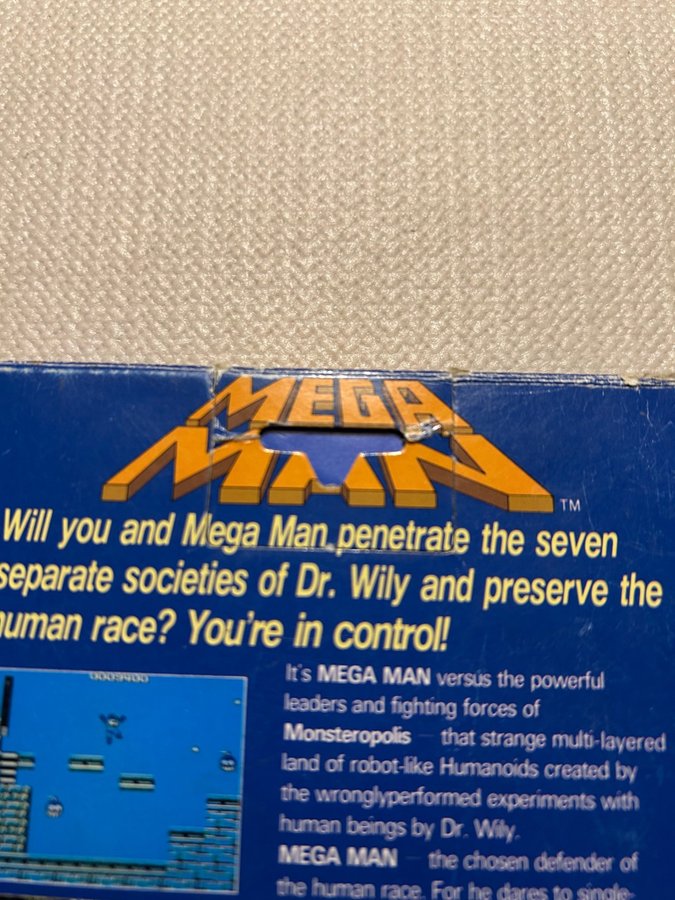 MEGA
MAN
TM
Will you and Mega Man penetrate the seven
separate societies of Dr. Wily and preserve the
human race? You're in control!
0009400
It's MEGA MAN versus the powerful
leaders and fighting forces of
Monsteropolis that strange multi-layered
land of robot-like Humanoids created by
the wronglyperformed experiments with
human beings by Dr. Wily.
MEGA MAN the chosen defender of
the human race. For he dares to single-